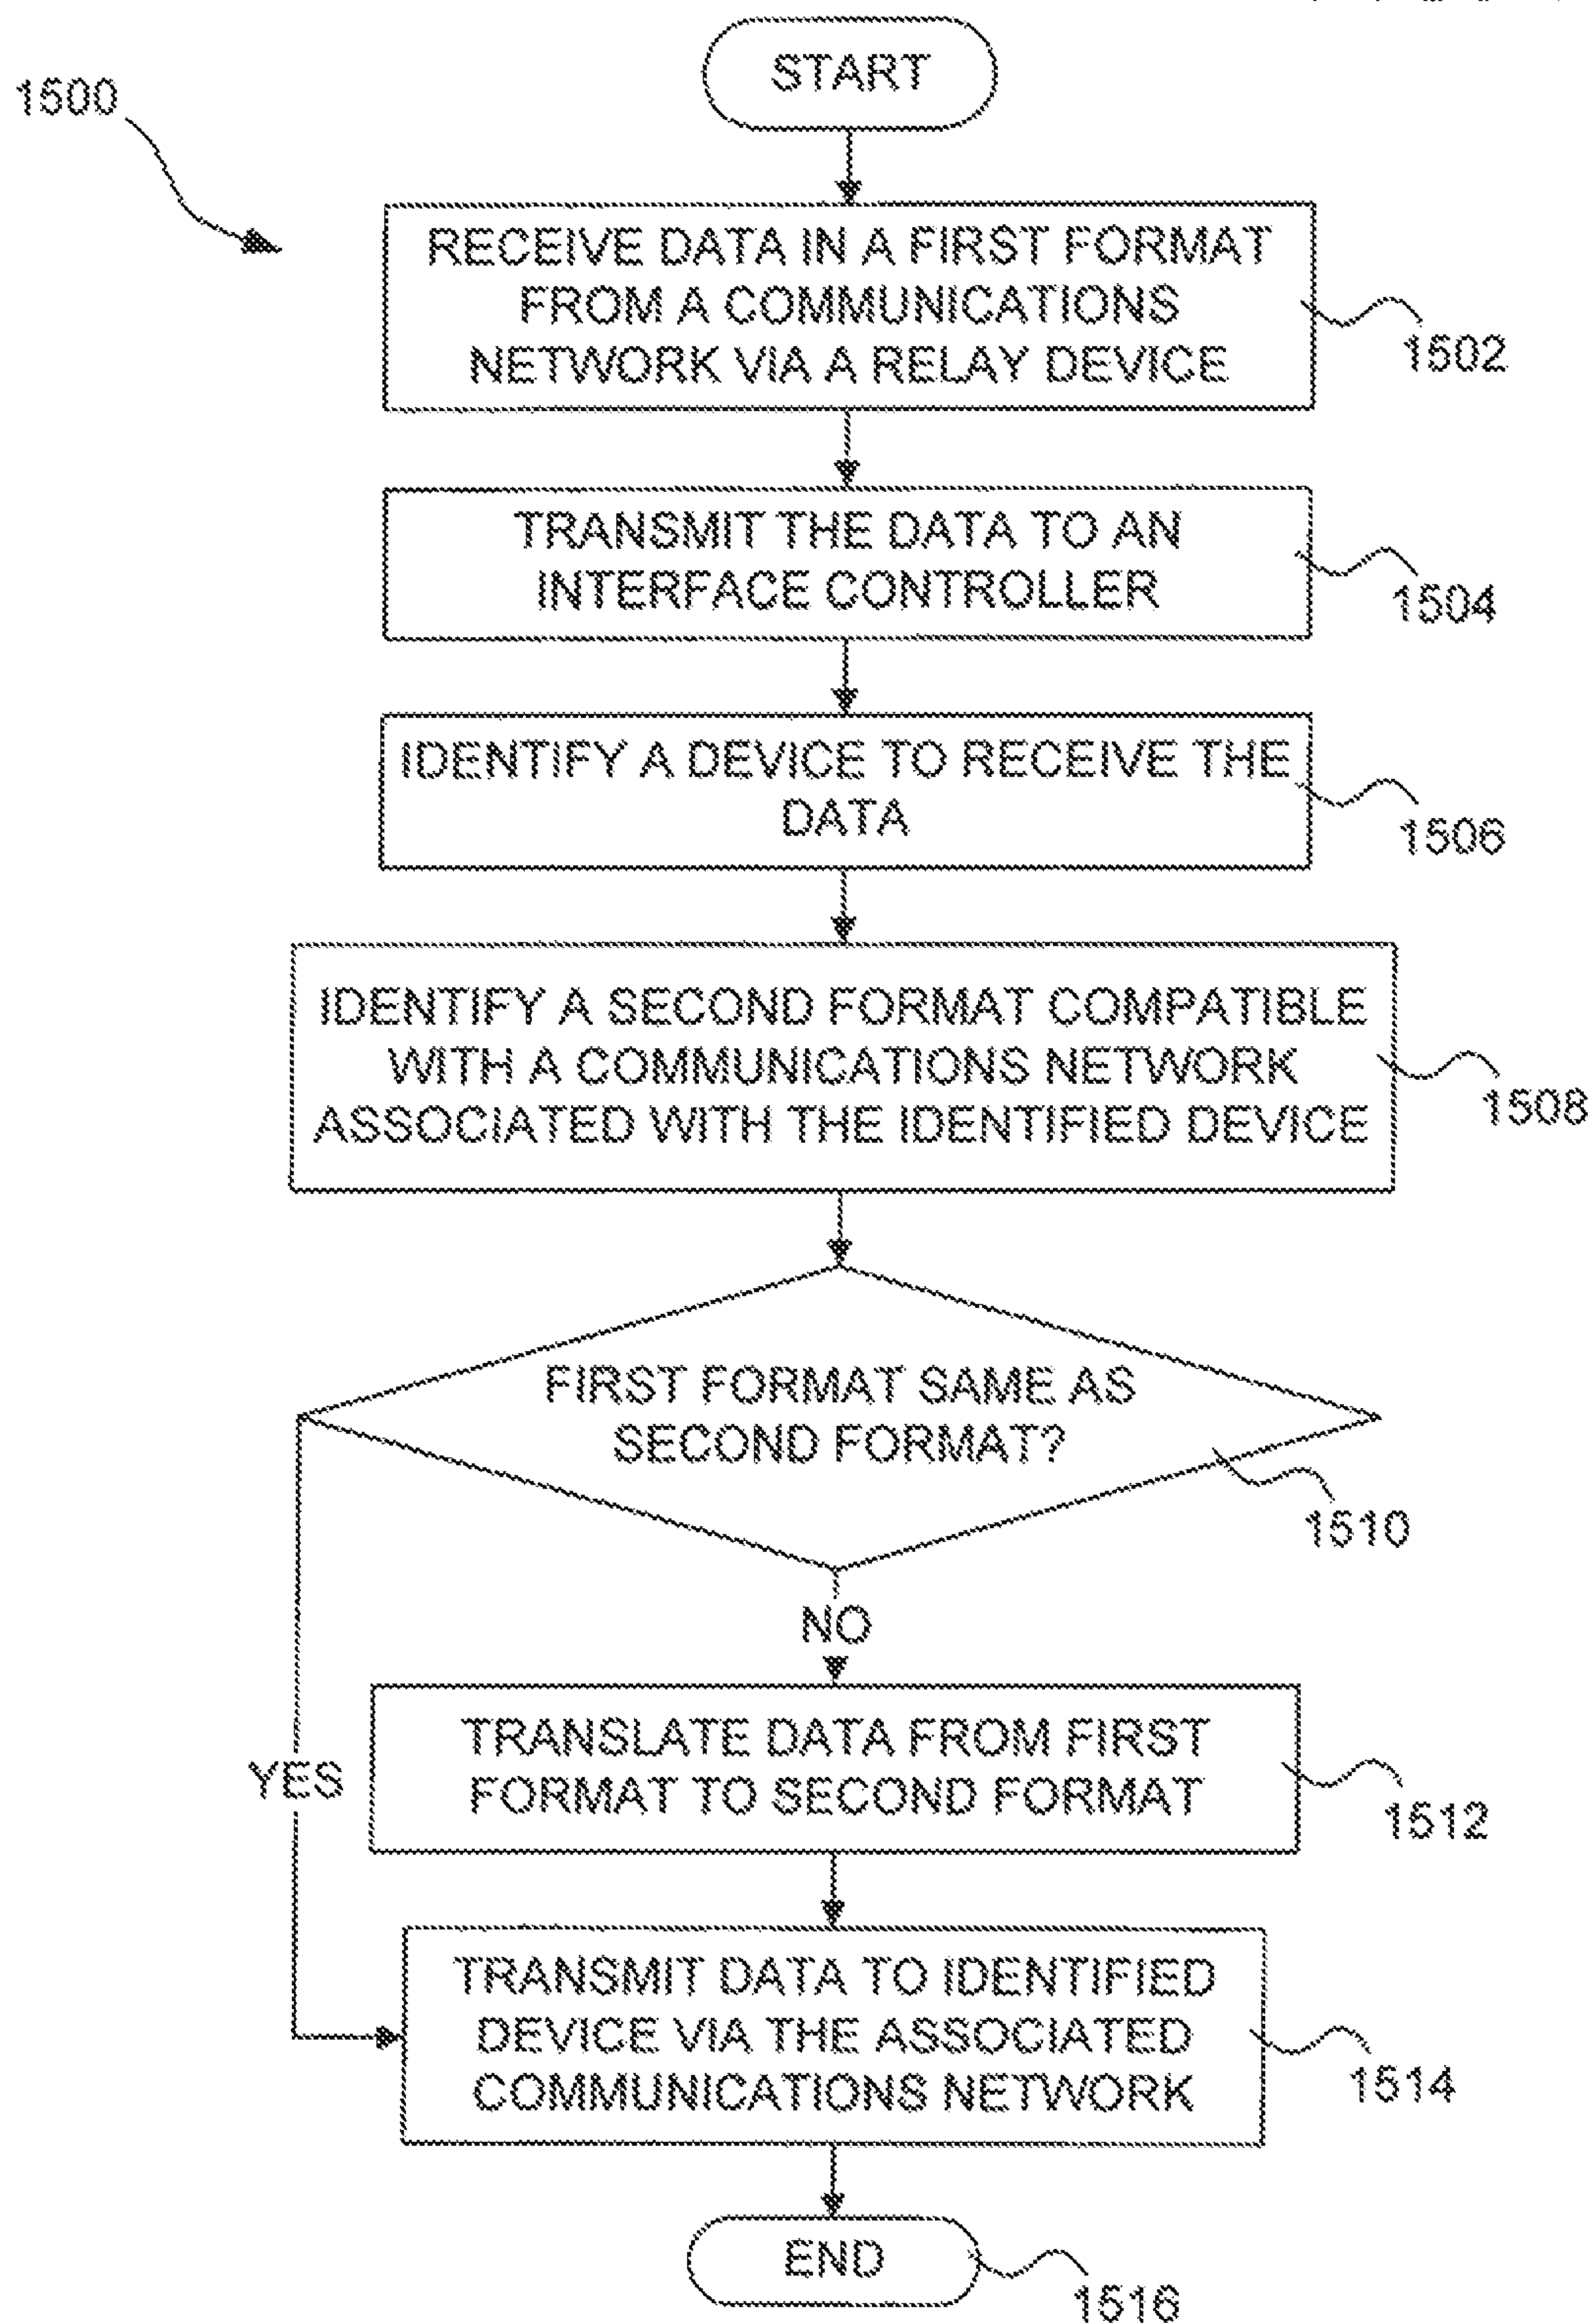 START
1500
RECEIVE DATA IN A FIRST FORMAT
FROM A COMMUNICATIONS
NETWORK VIA A RELAY DEVICE
1502
TRANSMIT THE DATA TO AN
INTERFACE CONTROLLER
1504
IDENTIFY A DEVICE TO RECEIVE THE
DATA
1506
IDENTIFY A SECOND FORMAT COMPATIBLE
WITH A COMMUNICATIONS NETWORK
ASSOCIATED WITH THE IDENTIFIED DEVICE
1508
FIRST FORMAT SAME AS
SECOND FORMAT?
1510
NO
TRANSLATE DATA FROM FIRST
FORMAT TO SECOND FORMAT
YES
1512
TRANSMIT DATA TO IDENTIFIED
DEVICE VIA THE ASSOCIATED
COMMUNICATIONS NETWORK
1514
END
1516